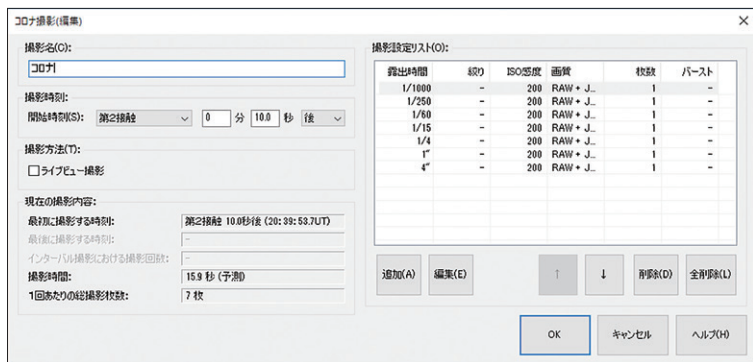 コロナ撮影(編集)
撮影名(C):
コロナ
撮影時刻:
開始時刻(S): 第2接触 0 分 10.0 秒 後
撮影方法(T):
ライブビュー撮影
現在の撮影内容:
最初に撮影する時刻: 第2接触 10.0秒後 (20:39:53.7UT)
最後に撮影する時刻: -
インターバル撮影における撮影回数: -
撮影時間: 15.9 秒 (予測)
1回あたりの総撮影枚数: 7 枚
撮影設定リスト(O):
露出時間 絞り ISO感度 画質 枚数 バースト
1/1000 - 200 RAW + J... 1 -
1/250 - 200 RAW + J... 1 -
1/60 - 200 RAW + J... 1 -
1/15 - 200 RAW + J... 1 -
1/4 - 200 RAW + J... 1 -
1" - 200 RAW + J... 1 -
4" - 200 RAW + J... 1 -
追加(A) 編集(E) ↑ ↓ 削除(D) 全削除(L)
OK キャンセル ヘルプ(H)